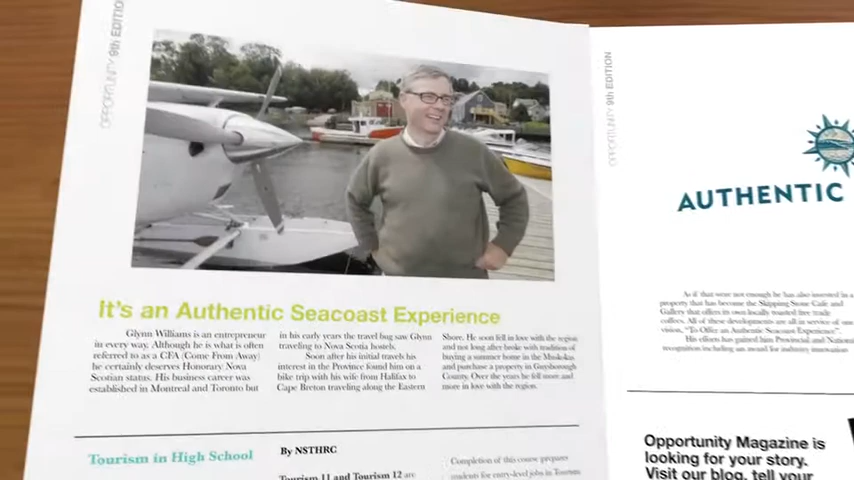 OPPORTUNITY 9th EDITION
It's an Authentic Seacoast Experience
Glynn Williams is an entrepreneur
in every way. Although he is what is often
referred to as a CFA (Come From Away)
he certainly deserves Honorary Nova
Scotian status. His business career was
established in Montreal and Toronto but
in his early years the travel bug saw Glynn
traveling to Nova Scotia hostels.
Soon after his initial travels his
interest in the Province found him on a
bike trip with his wife from Halifax to
Cape Breton traveling along the Eastern
Shore. He soon fell in love with the region
and not long after broke with tradition of
buying a summer home in the Muskokas
and purchase a property in Guysborough
County. Over the years he fell more and
more in love with the region.
Tourism in High School
By NSTHRC
Tourism 11 and Tourism 12 are
Completion of this course prepares
students for entry-level jobs in Tourism
OPPORTUNITY 9th EDITION
AUTHENTIC
As if that were not enough he has also invested in a
property that has become the Skipping Stone Café and
Gallery that offers its own locally roasted free trade
coffees. All of these developments are all in service of one
vision, "To Offer an Authentic Seacoast Experience".
His efforts has gained him Provincial and National
recognition including an award for industry innovation
Opportunity Magazine is
looking for your story.
Visit our blog, tell your